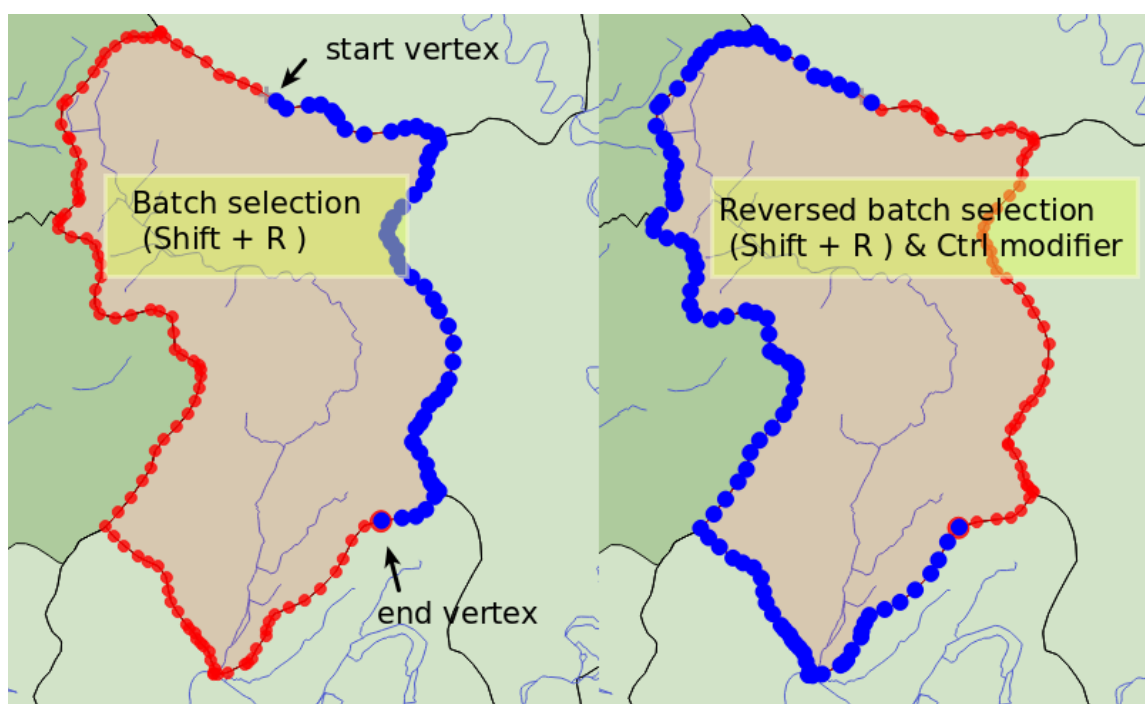 start vertex
Batch selection
(Shift + R )
end vertex
Reversed batch selection
(Shift + R ) & Ctrl modifier